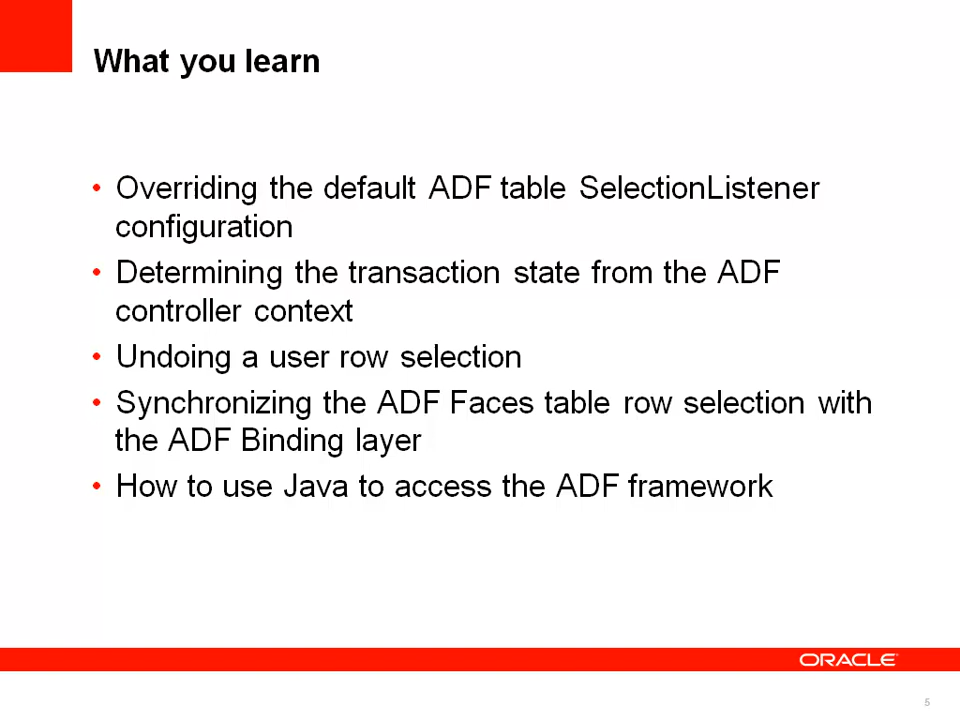 What you learn
• Overriding the default ADF table SelectionListener
configuration
• Determining the transaction state from the ADF
controller context
• Undoing a user row selection
• Synchronizing the ADF Faces table row selection with
the ADF Binding layer
• How to use Java to access the ADF framework
ORACLE
5